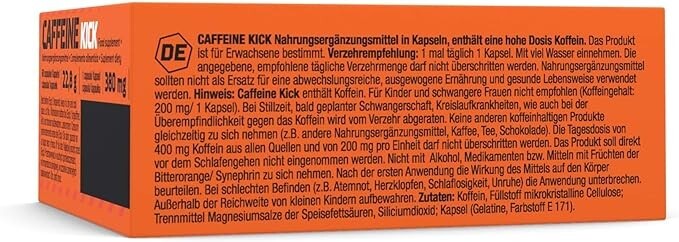 CAFFEINE KICK
Food supplement •
Nahrungsergänzungsmittel • Complemento alimenticio • Supplément alim.
22,8 g
380 mg
DE
CAFFEINE KICK Nahrungsergänzungsmittel in Kapseln, enthält eine hohe Dosis Koffein. Das Produkt
ist für Erwachsene bestimmt. Verzehrempfehlung: 1 mal täglich 1 Kapsel. Mit viel Wasser einnehmen. Die
angegebene, empfohlene tägliche Verzehrmenge darf nicht überschritten werden. Nahrungsergänzungsmittel
sollten nicht als Ersatz für eine abwechslungsreiche, ausgewogene Ernährung und gesunde Lebensweise verwendet
werden. Hinweis: Caffeine Kick enthält Koffein. Für Kinder und schwangere Frauen nicht empfohlen (Koffeingehalt:
200 mg/ 1 Kapsel). Bei Stillzeit, bald geplanter Schwangerschaft, Kreislaufkrankheiten, wie auch bei der
Überempfindlichkeit gegen das Koffein wird vom Verzehr abgeraten. Keine anderen koffeinhaltigen Produkte
gleichzeitig zu sich nehmen (z.B. andere Nahrungsergänzungsmittel, Kaffee, Tee, Schokolade). Die Tagesdosis von
400 mg Koffein aus allen Quellen und von 200 mg pro Einheit darf nicht überschritten werden. Das Produkt soll direkt
vor dem Schlafengehen nicht eingenommen werden. Nicht mit Alkohol, Medikamenten bzw. Mitteln mit Früchten der
Bitterorange/ Synephrin zu sich nehmen. Nach der ersten Anwendung die Wirkung des Mittels auf den Körper
beurteilen. Bei schlechten Befinden (z.B. Atemnot, Herzklopfen, Schlaflosigkeit, Unruhe) die Anwendung unterbrechen.
Außerhalb der Reichweite von kleinen Kindern aufbewahren. Zutaten: Koffein, Füllstoff mikrokristalline Cellulose;
Trennmittel Magnesiumsalze der Speisefettsäuren, Siliciumdioxid; Kapsel (Gelatine, Farbstoff E 171).